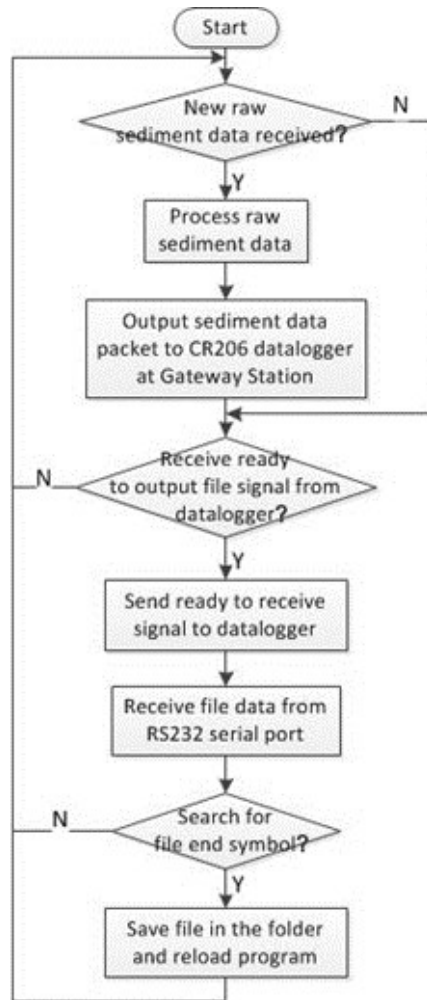 Start
New raw
sediment data received?
N
Y
Process raw
sediment data
Output sediment data
packet to CR206 datalogger
at Gateway Station
Receive ready
to output file signal from
datalogger?
N
Y
Send ready to receive
signal to datalogger
Receive file data from
RS232 serial port
Search for
file end symbol?
N
Y
Save file in the folder
and reload program